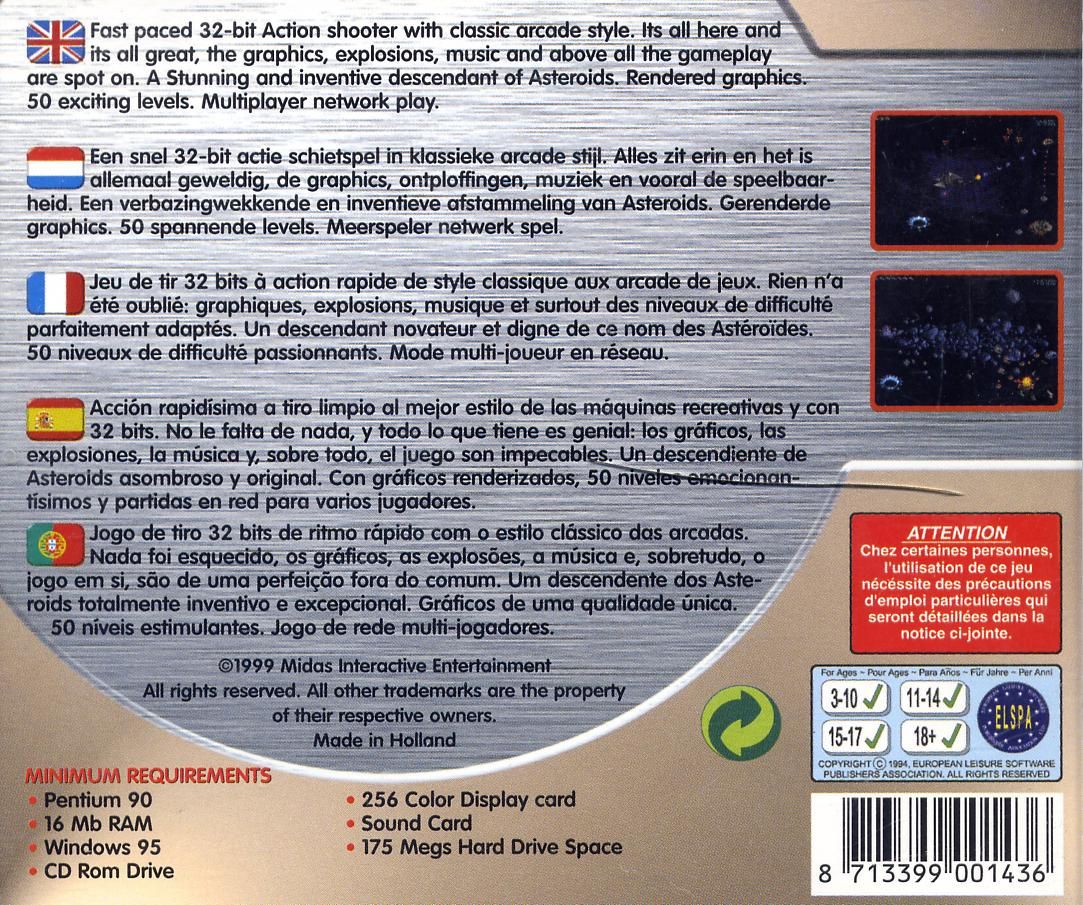 Fast paced 32-bit Action shooter with classic arcade style. Its all here and
its all great, the graphics, explosions, music and above all the gameplay
are spot on. A Stunning and inventive descendant of Asteroids. Rendered graphics.
50 exciting levels. Multiplayer network play.
Een snel 32-bit actie schietspel in klassieke arcade stijl. Alles zit erin en het is
allemaal geweldig, de graphics, ontploffingen, muziek en vooral de speelbaar-
heid. Een verbazingwekkende en inventieve afstammeling van Asteroids. Gerenderde
graphics. 50 spannende levels. Meerspeler netwerk spel.
Jeu de tir 32 bits à action rapide de style classique aux arcade de jeux. Rien n'a
été oublié: graphiques, explosions, musique et surtout des niveaux de difficulté
parfaitement adaptés. Un descendant novateur et digne de ce nom des Astéroïdes.
50 niveaux de difficulté passionnants. Mode multi-joueur en réseau.
Acción rapidísima a tiro limpio al mejor estilo de las máquinas recreativas y con
32 bits. No le falta de nada, y todo lo que tiene es genial: los gráficos, las
explosiones, la música y, sobre todo, el juego son impecables. Un descendiente de
Asteroids asombroso y original. Con gráficos renderizados, 50 niveles emocionan-
tísimos y partidas en red para varios jugadores.
Jogo de tiro 32 bits de ritmo rápido com o estilo clássico das arcadas.
Nada foi esquecido, os gráficos, as explosões, a música e, sobretudo, o
jogo em si, são de uma perfeição fora do comum. Um descendente dos Aste-
roids totalmente inventivo e excepcional. Gráficos de uma qualidade única.
50 níveis estimulantes. Jogo de rede multi-jogadores.
©1999 Midas Interactive Entertainment
All rights reserved. All other trademarks are the property
of their respective owners.
Made in Holland
MINIMUM REQUIREMENTS
• Pentium 90
• 16 Mb RAM
• Windows 95
• CD Rom Drive
• 256 Color Display card
• Sound Card
• 175 Megs Hard Drive Space
ATTENTION
Chez certaines personnes,
l'utilisation de ce jeu
nécéssite des précautions
d'emploi particulières qui
seront détaillées dans la
notice ci-jointe.
For Ages ~ Pour Ages ~ Para Años ~ Für Jahre ~ Per Anni
3-10 11-14
15-17 18+
ELSPA
COPYRIGHT © 1994, EUROPEAN LEISURE SOFTWARE
PUBLISHERS ASSOCIATION. ALL RIGHTS RESERVED
8 713399 001436